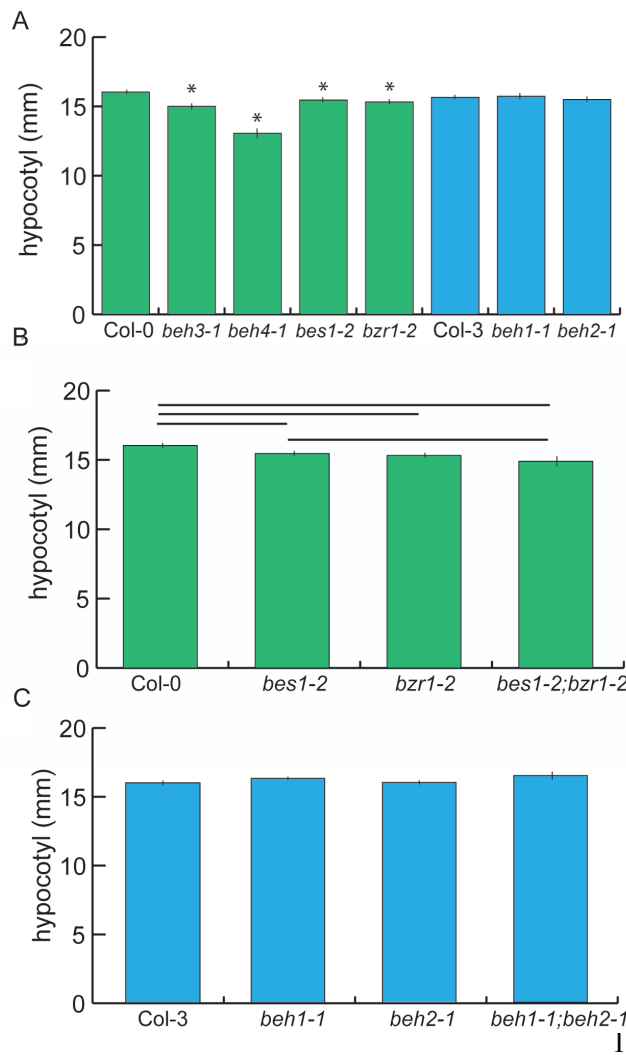 A
20
15
10
5
0
hypocotyl (mm)
* * * *
Col-0 beh3-1 beh4-1 bes1-2 bzr1-2 Col-3 beh1-1 beh2-1
B
20
15
10
5
0
hypocotyl (mm)
Col-0 bes1-2 bzr1-2 bes1-2;bzr1-2
C
20
15
10
5
0
hypocotyl (mm)
Col-3 beh1-1 beh2-1 beh1-1;beh2-1